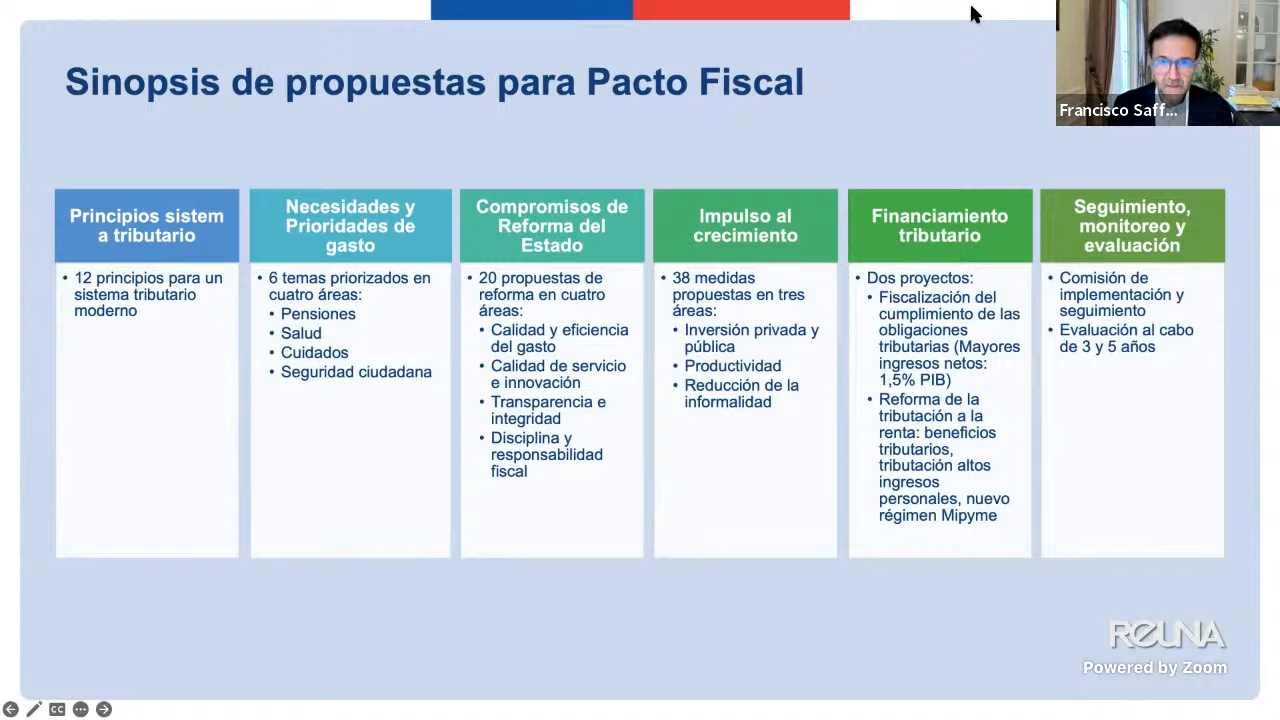 Sinopsis de propuestas para Pacto Fiscal
Francisco Saff...
Principios sistem
a tributario
• 12 principios para un
sistema tributario
moderno
Necesidades y
Prioridades de
gasto
• 6 temas priorizados en
cuatro áreas:
• Pensiones
• Salud
• Cuidados
• Seguridad ciudadana
Compromisos de
Reforma del
Estado
• 20 propuestas de
reforma en cuatro
áreas:
• Calidad y eficiencia
del gasto
• Calidad de servicio
e innovación
• Transparencia e
integridad
• Disciplina y
responsabilidad
fiscal
Impulso al
crecimiento
• 38 medidas
propuestas en tres
áreas:
• Inversión privada y
pública
• Productividad
• Reducción de la
informalidad
Financiamiento
tributario
• Dos proyectos:
• Fiscalización del
cumplimiento de las
obligaciones
tributarias (Mayores
ingresos netos:
1,5% PIB)
• Reforma de la
tributación a la
renta: beneficios
tributarios,
tributación altos
ingresos
personales, nuevo
régimen Mipyme
Seguimiento,
monitoreo y
evaluación
• Comisión de
implementación y
seguimiento
• Evaluación al cabo
de 3 y 5 años
REUNA
Powered by Zoom
CC